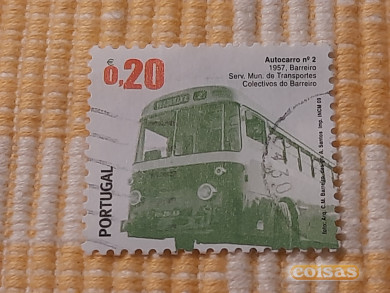 €
0,20
Autocarro nº 2
1957, Barreiro
Serv. Mun. de Transportes
Colectivos do Barreiro
PORTUGAL
coisas